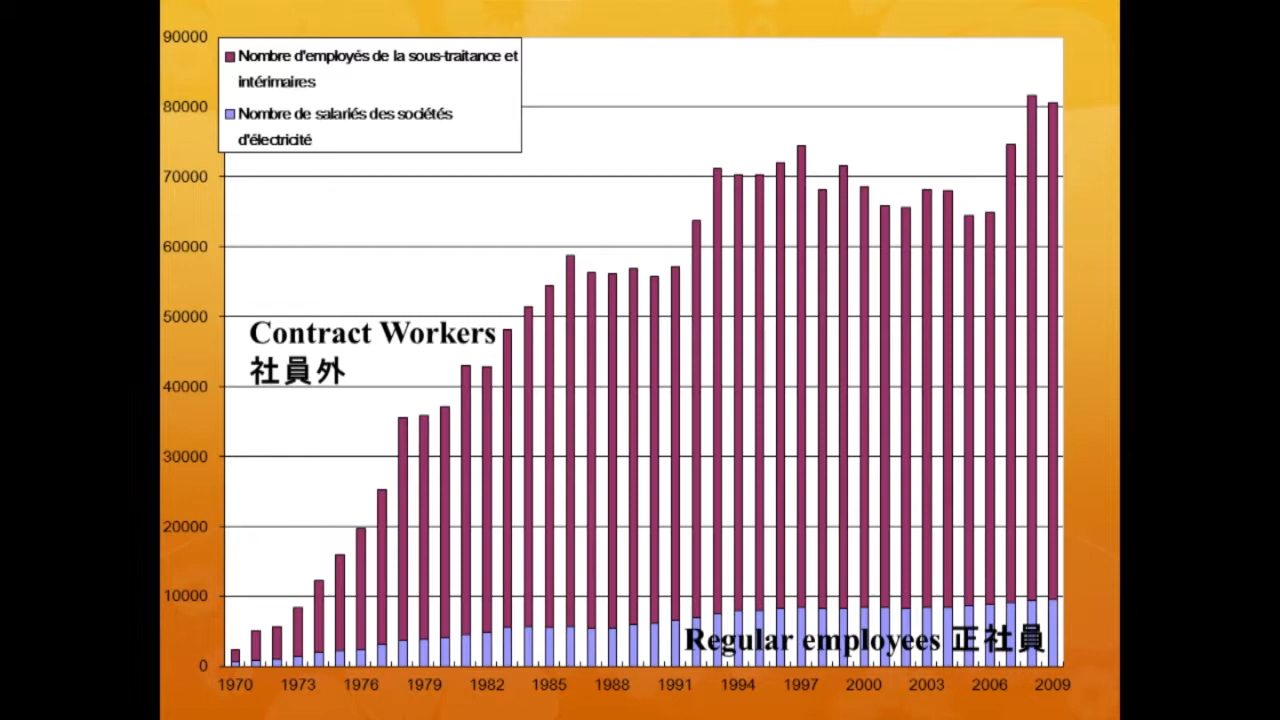 90000
Nombre d'employés de la sous-traitance et
intérimaires
80000
Nombre de salariés des sociétés
d'électricité
70000
60000
50000
Contract Workers
社員外
40000
30000
20000
10000
Regular employees 正社員
0
1970 1973 1976 1979 1982 1985 1988 1991 1994 1997 2000 2003 2006 2009